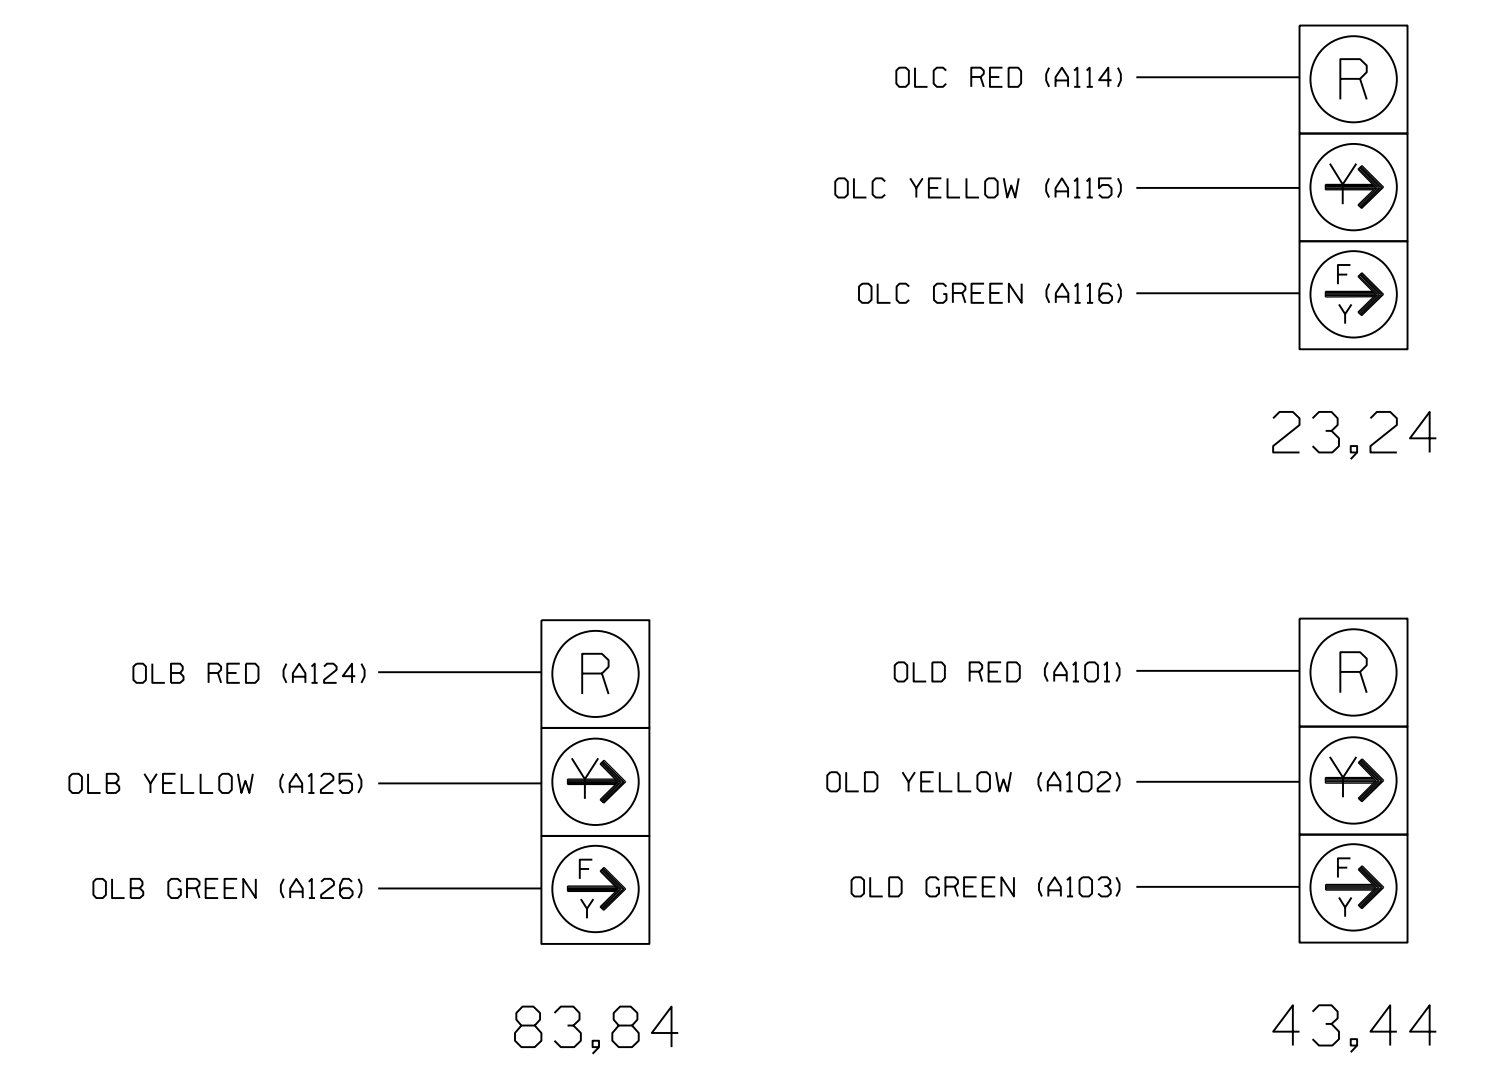 OLC RED (A114)
R
OLC YELLOW (A115)
Y
OLC GREEN (A116)
F
Y
23,24
OLB RED (A124)
R
OLB YELLOW (A125)
Y
OLB GREEN (A126)
F
Y
83,84
OLD RED (A101)
R
OLD YELLOW (A102)
Y
OLD GREEN (A103)
F
Y
43,44